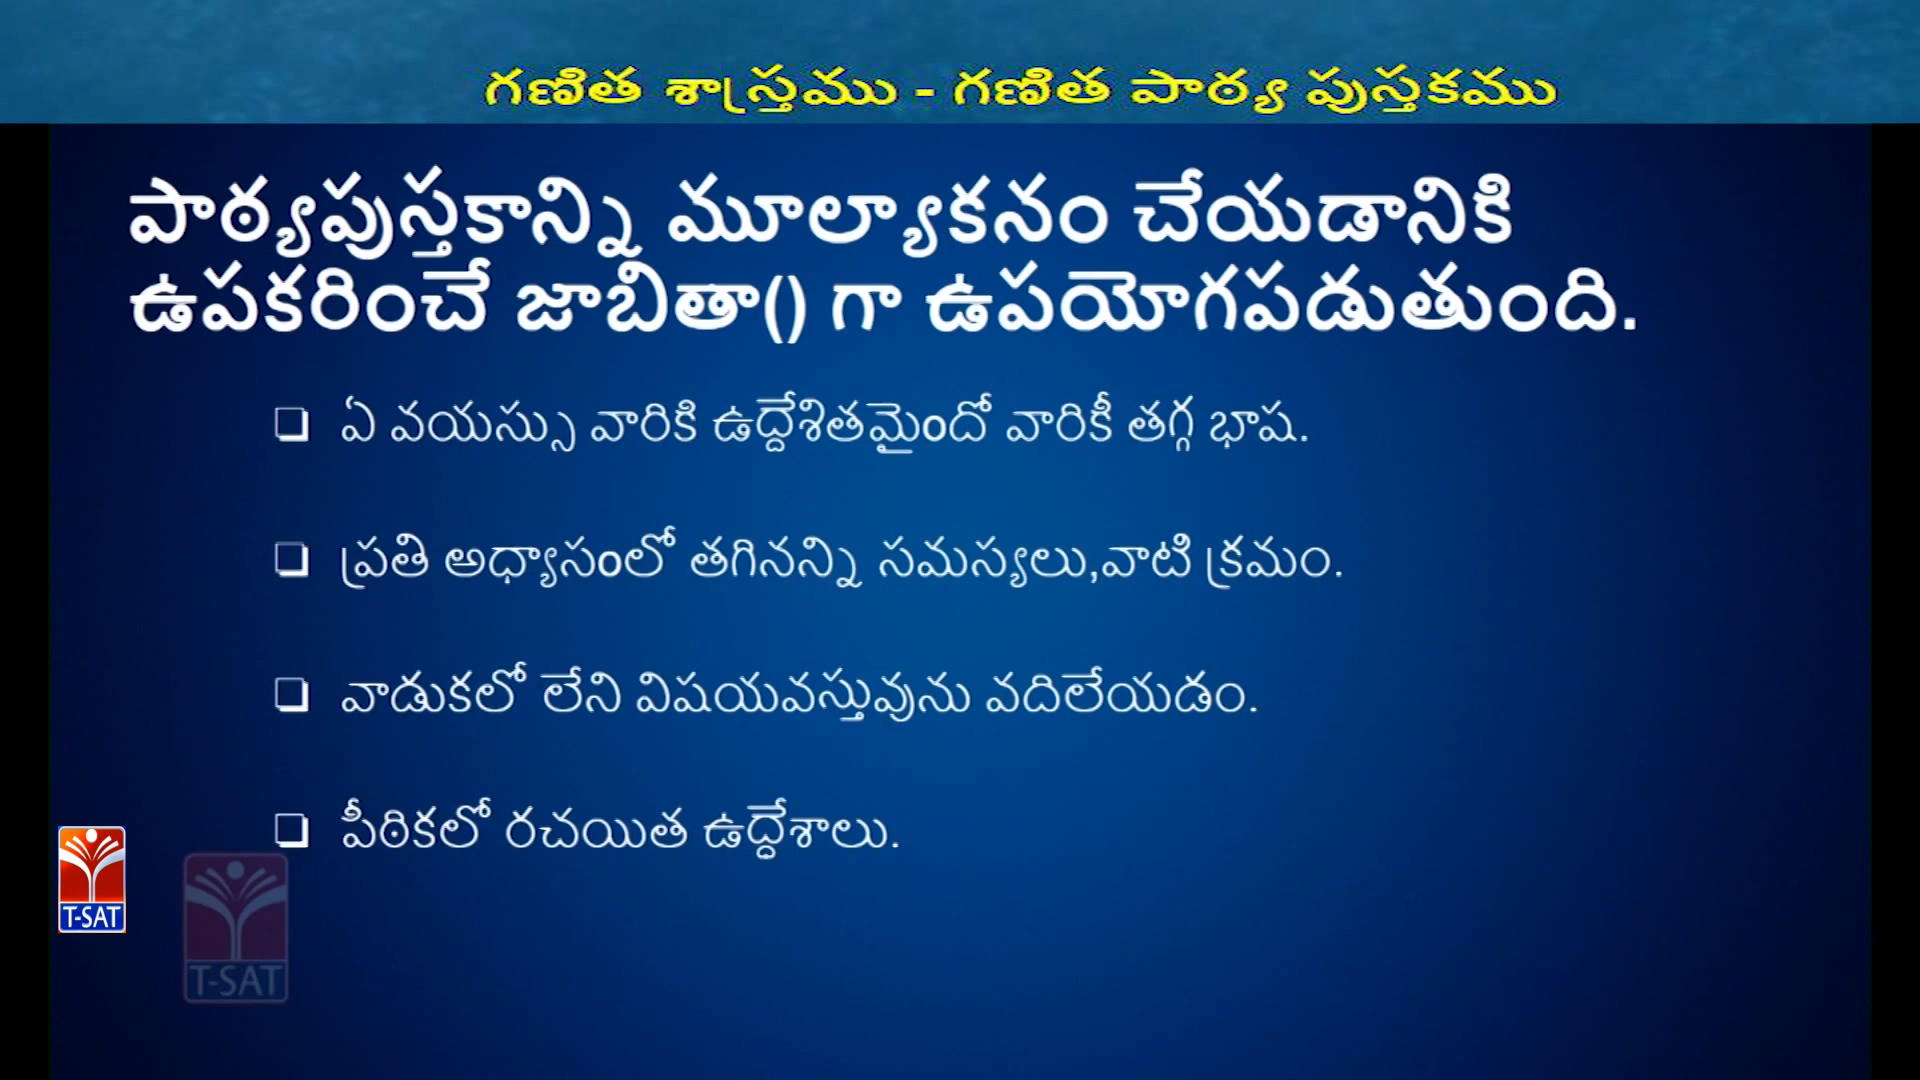 గణిత శాస్త్రము - గణిత పాఠ్య పుస్తకము
పాఠ్యపుస్తకాన్ని మూల్యాకనం చేయడానికి
ఉపకరించే జాబితా() గా ఉపయోగపడుతుంది.
❑ ఏ వయస్సు వారికి ఉద్దేశితమైందో వారికీ తగ్గ భాష.
❑ ప్రతి అధ్యాసంలో తగినన్ని సమస్యలు,వాటి క్రమం.
❑ వాడుకలో లేని విషయవస్తువును వదిలేయడం.
❑ పీఠికలో రచయిత ఉద్ధేశాలు.
T-SAT
T-SAT